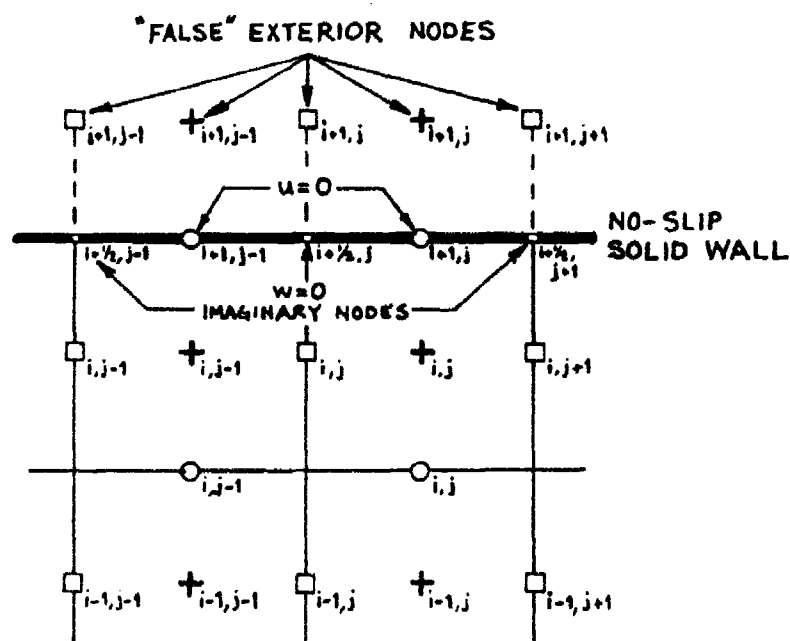 "FALSE" EXTERIOR NODES
i+1,j-1 i+1,j-1 i+1,j i+1,j i+1,j+1
u=0
NO-SLIP
SOLID WALL
i+½,j-1 i+1,j-1 i+½,j i+1,j i+½,
j+1
w=0
IMAGINARY NODES
i,j-1 i,j-1 i,j i,j i,j+1
i,j-1 i,j
i-1,j-1 i-1,j-1 i-1,j i-1,j i-1,j+1